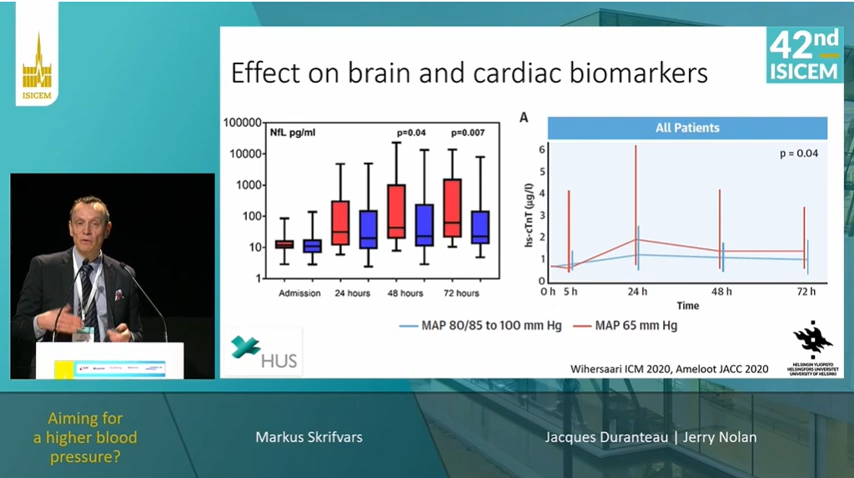 ISICEM
42nd
ISICEM
Effect on brain and cardiac biomarkers
NfL pg/ml
p=0.04
p=0.007
100000
10000
1000
100
10
1
Admission
24 hours
48 hours
72 hours
A
All Patients
p = 0.04
hs-cTnT (µg/l)
6
5
4
3
2
1
0
0 h
5 h
24 h
48 h
72 h
Time
MAP 80/85 to 100 mm Hg
MAP 65 mm Hg
HUS
Wihersaari ICM 2020, Ameloot JACC 2020
HELSINGIN YLIOPISTO
HELSINGFORS UNIVERSITET
UNIVERSITY OF HELSINKI
Aiming for
a higher blood
pressure?
Markus Skrifvars
Jacques Duranteau | Jerry Nolan